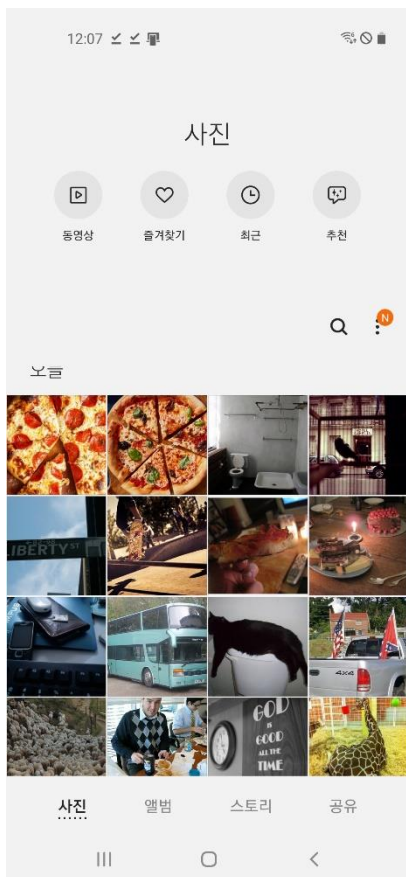 12:07
사진
동영상
즐겨찾기
최근
추천
N
오늘
LIBERTY ST
4X4
GOD
IS
GOOD
ALL THE
TIME
사진
앨범
스토리
공유